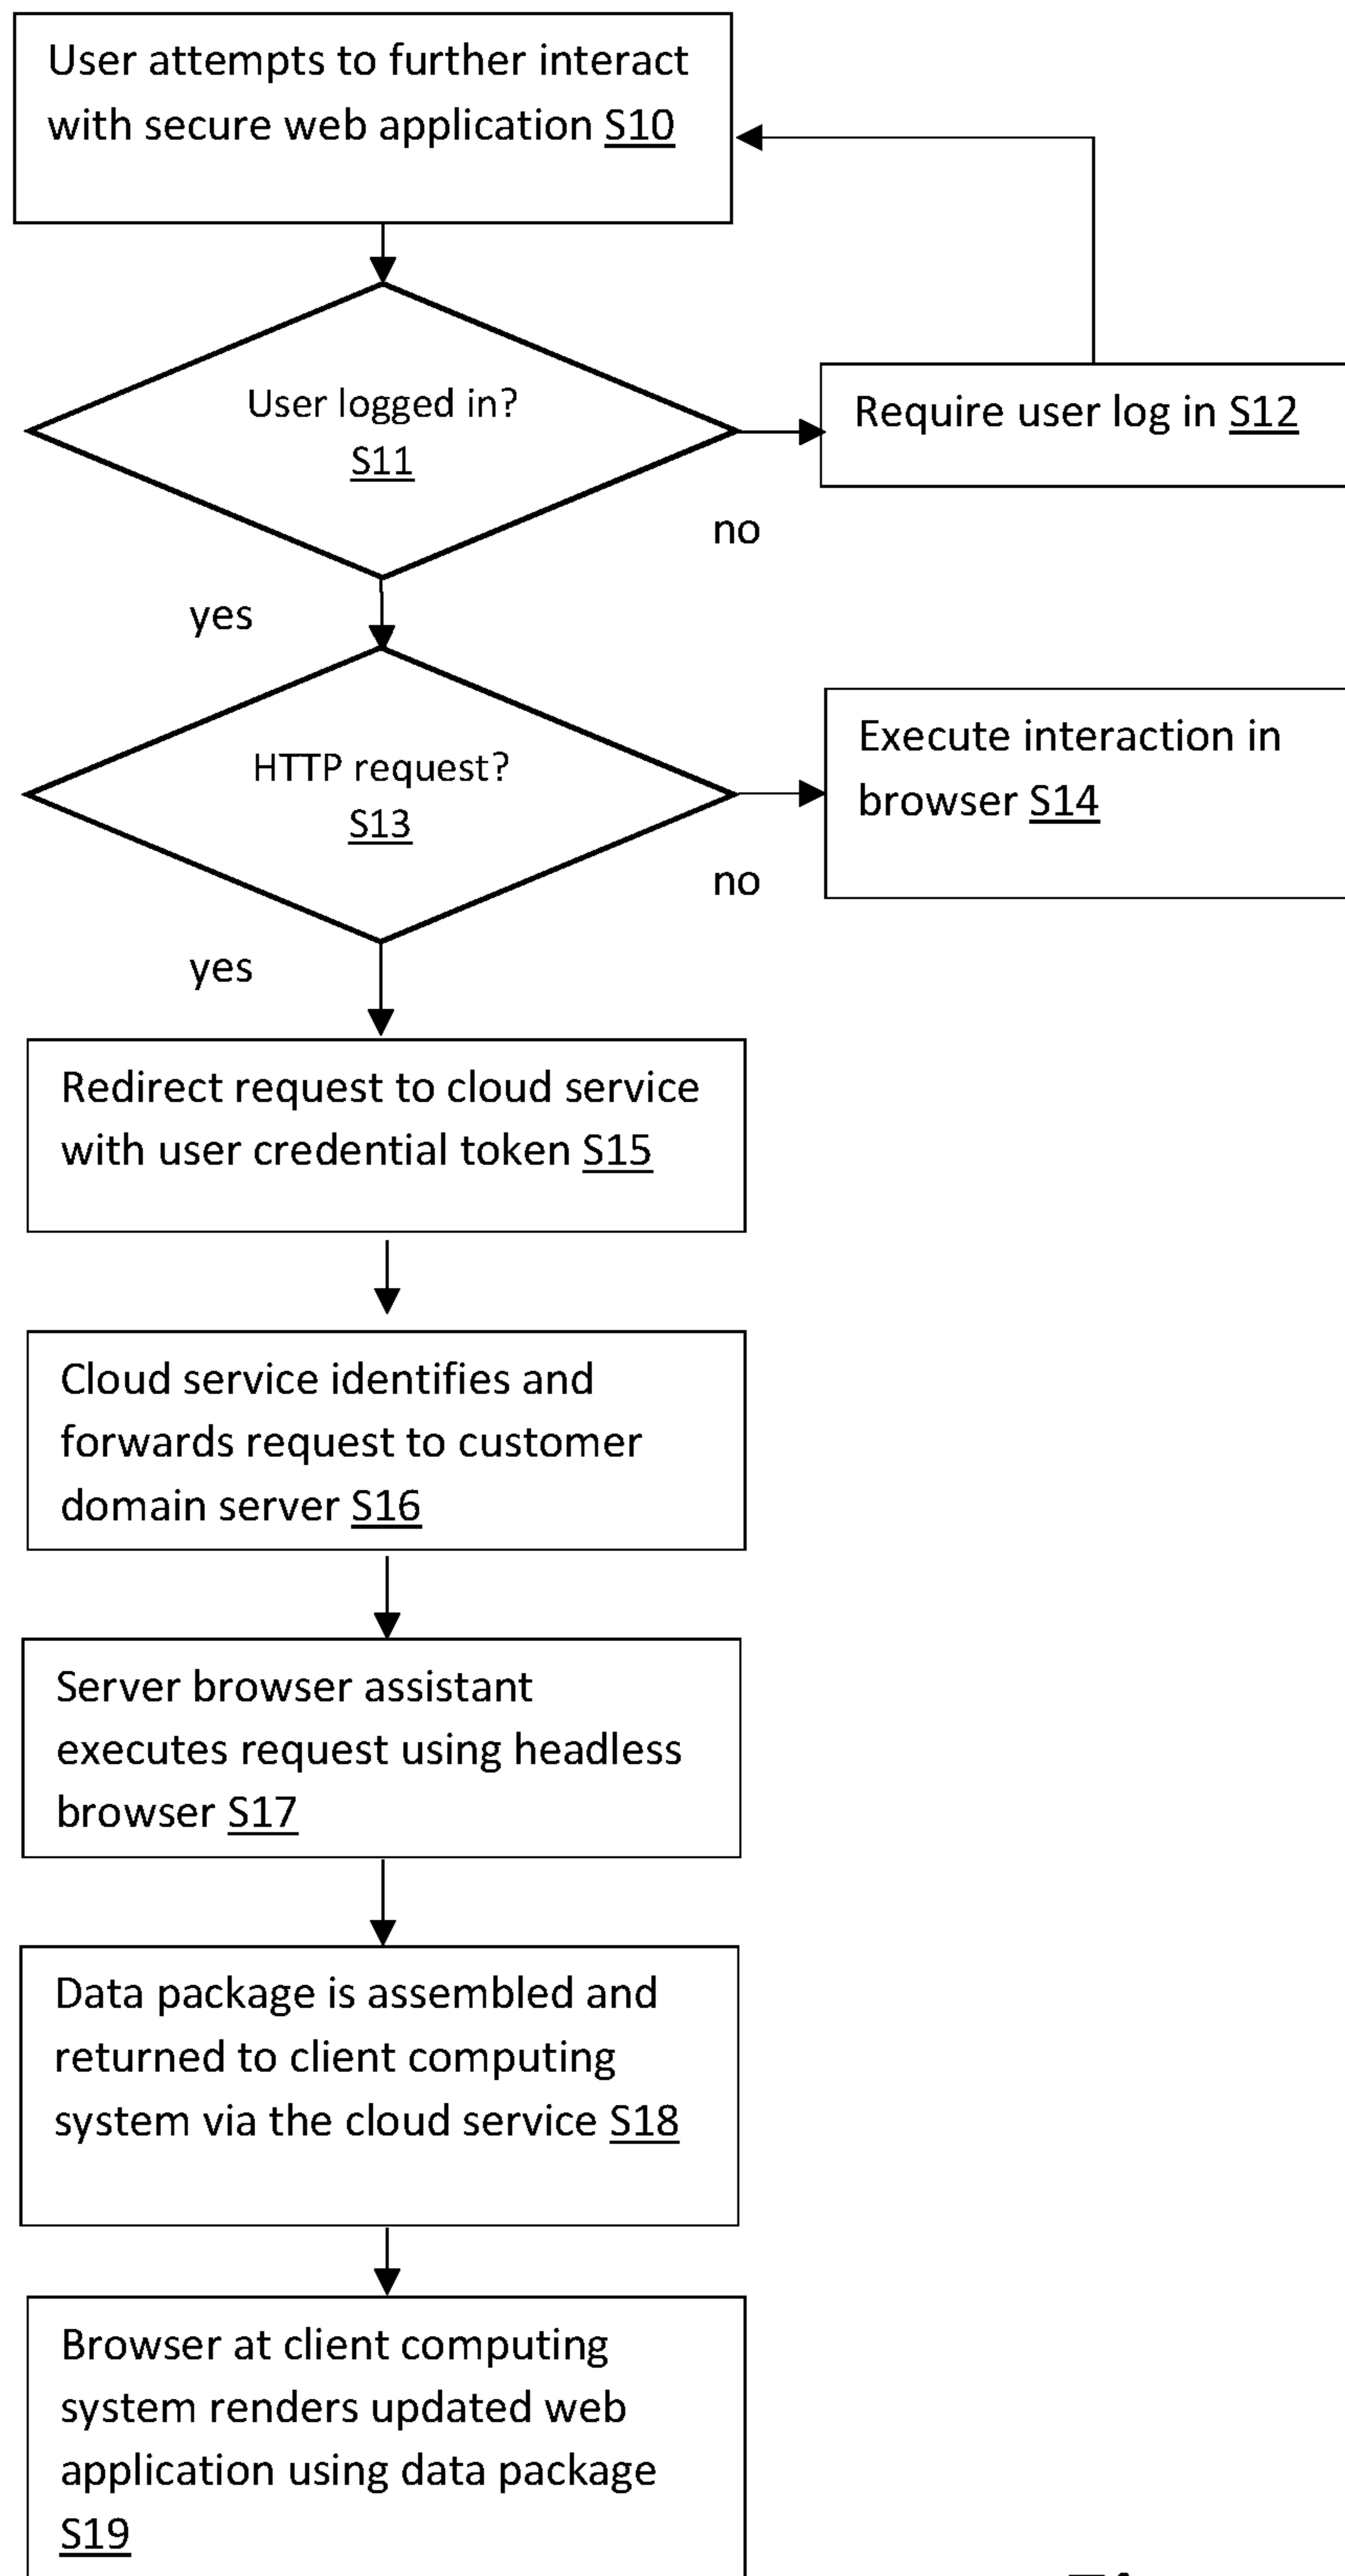 User attempts to further interact
with secure web application S10
User logged in?
S11
Require user log in S12
no
yes
HTTP request?
S13
Execute interaction in
browser S14
no
yes
Redirect request to cloud service
with user credential token S15
Cloud service identifies and
forwards request to customer
domain server S16
Server browser assistant
executes request using headless
browser S17
Data package is assembled and
returned to client computing
system via the cloud service S18
Browser at client computing
system renders updated web
application using data package
S19